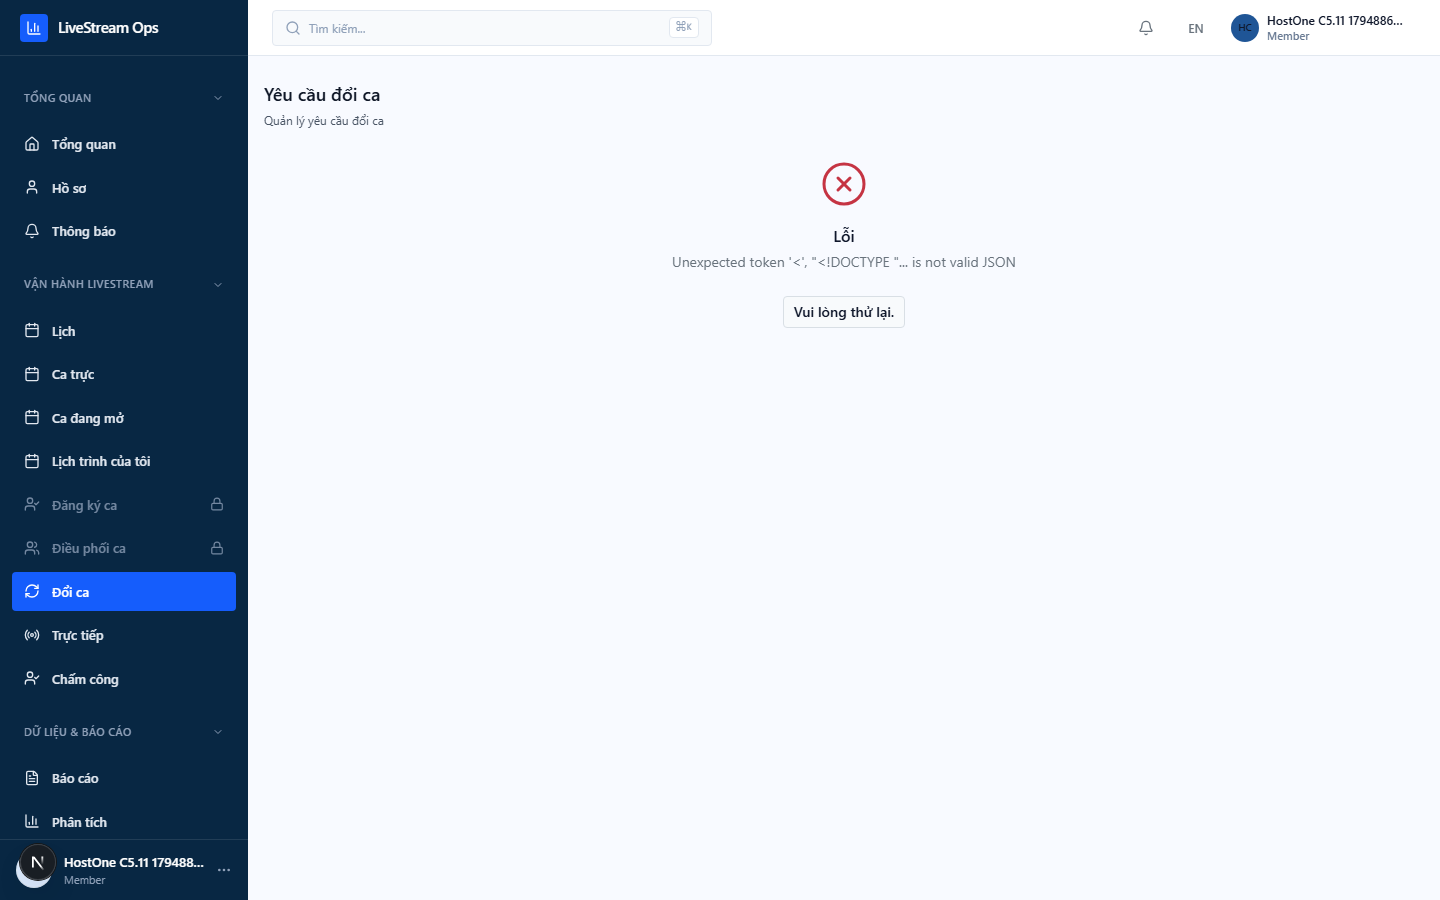 LiveStream Ops
Tìm kiếm...
⌘K
EN
HC
HostOne C5.11 1794886...
Member
TỔNG QUAN
Tổng quan
Hồ sơ
Thông báo
VẬN HÀNH LIVESTREAM
Lịch
Ca trực
Ca đang mở
Lịch trình của tôi
Đăng ký ca
Điều phối ca
Đổi ca
Trực tiếp
Chấm công
DỮ LIỆU & BÁO CÁO
Báo cáo
Phân tích
N
HostOne C5.11 179488...
Member
Yêu cầu đổi ca
Quản lý yêu cầu đổi ca
Lỗi
Unexpected token '<', "<!DOCTYPE "... is not valid JSON
Vui lòng thử lại.